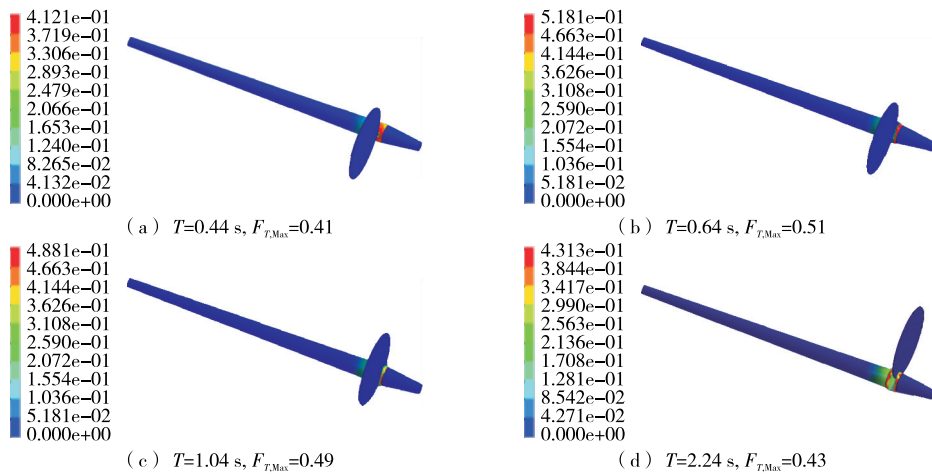 4.121e−01
3.719e−01
3.306e−01
2.893e−01
2.479e−01
2.066e−01
1.653e−01
1.240e−01
8.265e−02
4.132e−02
0.000e+00
（a） T=0.44 s, F_{T,Max}=0.41
5.181e−01
4.663e−01
4.144e−01
3.626e−01
3.108e−01
2.590e−01
2.072e−01
1.554e−01
1.036e−01
5.181e−02
0.000e+00
（b） T=0.64 s, F_{T,Max}=0.51
4.881e−01
4.663e−01
4.144e−01
3.626e−01
3.108e−01
2.590e−01
2.072e−01
1.554e−01
1.036e−01
5.181e−02
0.000e+00
（c） T=1.04 s, F_{T,Max}=0.49
4.313e−01
3.844e−01
3.417e−01
2.990e−01
2.563e−01
2.136e−01
1.708e−01
1.281e−01
8.542e−02
4.271e−02
0.000e+00
（d） T=2.24 s, F_{T,Max}=0.43